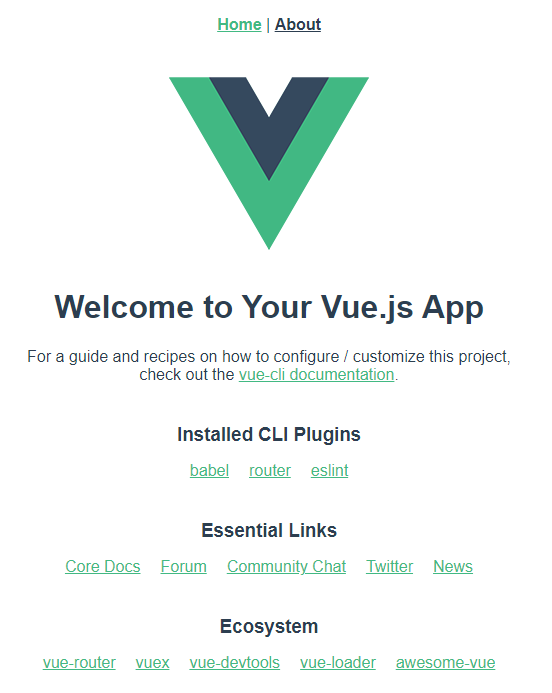 Home | About
Welcome to Your Vue.js App
For a guide and recipes on how to configure / customize this project,
check out the vue-cli documentation.
Installed CLI Plugins
babel router eslint
Essential Links
Core Docs Forum Community Chat Twitter News
Ecosystem
vue-router vuex vue-devtools vue-loader awesome-vue